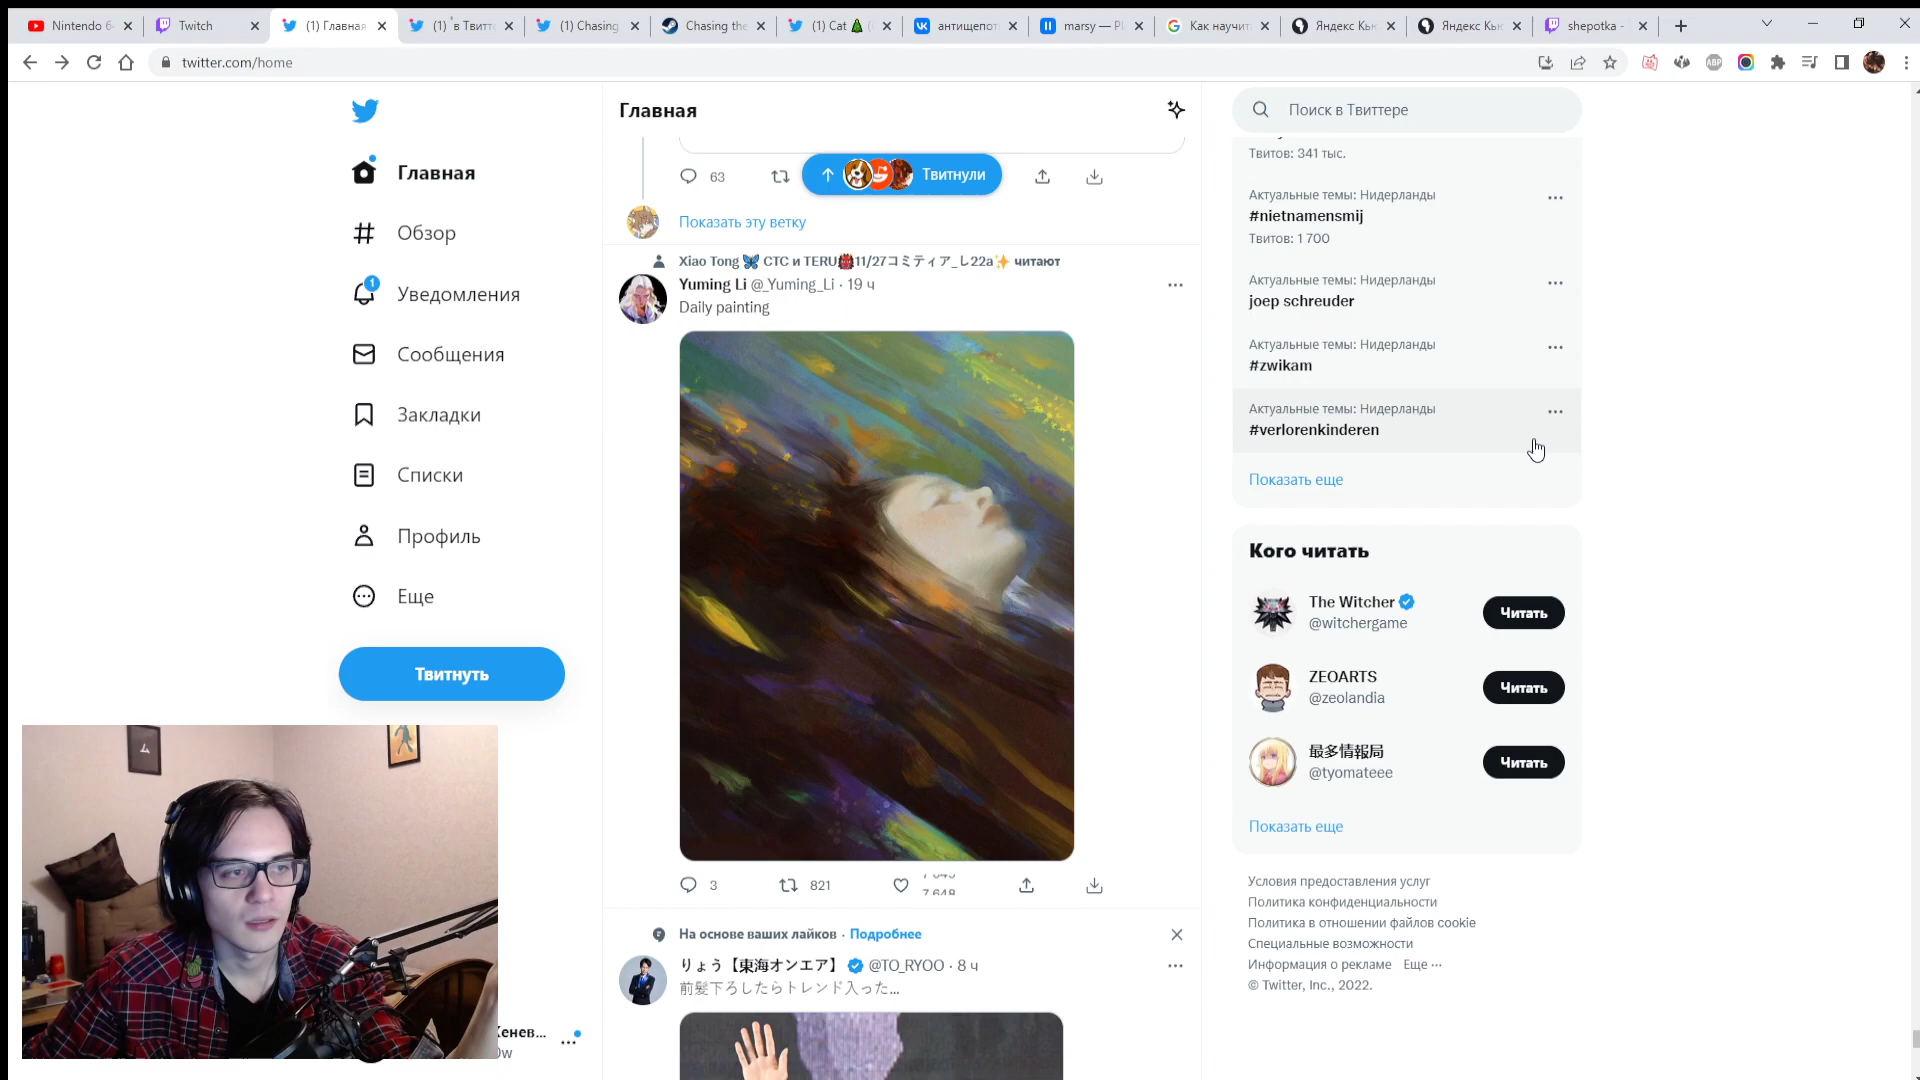 Nintendo 6
Twitch
(1) Главная
(1) в Твитте
(1) Chasing
Chasing the
(1) Cat
антищепот
marsy — Pl
Как научит
Яндекс Кью
Яндекс Кью
shepotka -
twitter.com/home
ABP
Главная
Обзор
1
Уведомления
Сообщения
Закладки
Списки
Профиль
Еще
Твитнуть
Кенев...
Главная
63
Твитнули
Показать эту ветку
Xiao Tong 🦋 CTC и TERU👹11/27コミティア_し22a✨ читают
Yuming Li @_Yuming_Li · 19 ч
Daily painting
3
821
7 648
На основе ваших лайков · Подробнее
りょう【東海オンエア】 @TO_RYOO · 8 ч
前髪下ろしたらトレンド入った...
Поиск в Твиттере
Твитов: 341 тыс.
Актуальные темы: Нидерланды
#nietnamensmij
Твитов: 1 700
Актуальные темы: Нидерланды
joep schreuder
Актуальные темы: Нидерланды
#zwikam
Актуальные темы: Нидерланды
#verlorenkinderen
Показать еще
Кого читать
The Witcher
@witchergame
Читать
ZEOARTS
@zeolandia
Читать
最多情報局
@tyomateee
Читать
Показать еще
Условия предоставления услуг
Политика конфиденциальности
Политика в отношении файлов cookie
Специальные возможности
Информация о рекламе Еще ···
© Twitter, Inc., 2022.